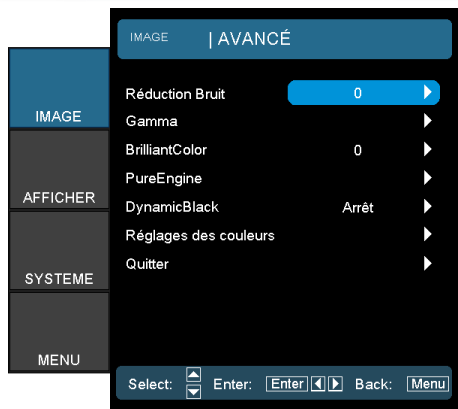 IMAGE | AVANCÉ
IMAGE
AFFICHER
SYSTEME
MENU
Réduction Bruit 0
Gamma
BrilliantColor 0
PureEngine
DynamicBlack Arrêt
Réglages des couleurs
Quitter
Select: Enter: Enter Back: Menu